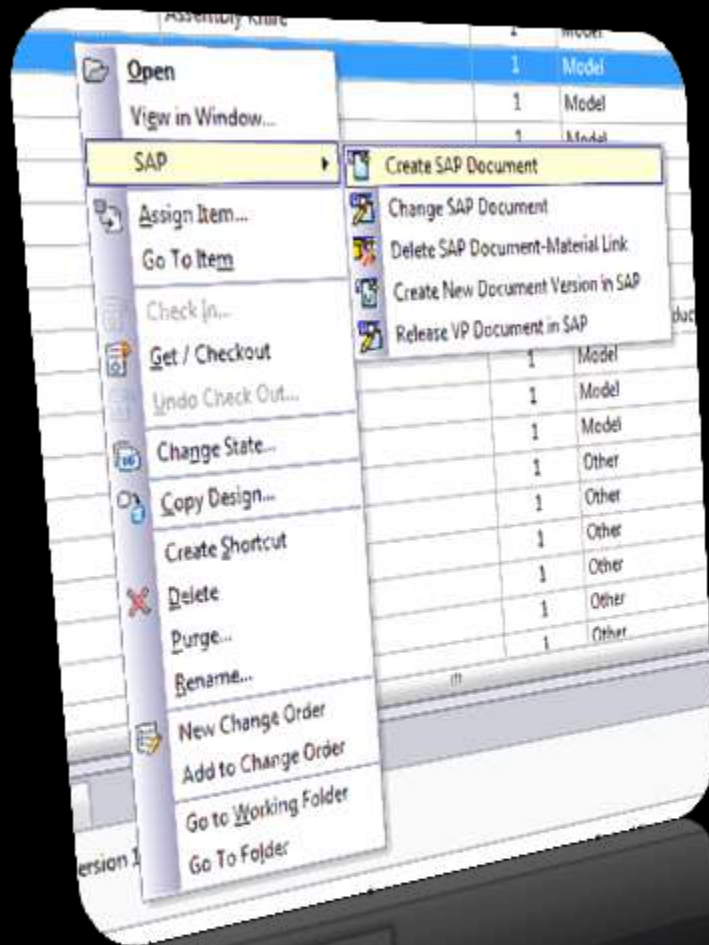 Assembly Knife
1 Model
1 Model
1 Model
1 Model
Open
View in Window...
SAP
Assign Item...
Go To Item
Check In...
Get / Checkout
Undo Check Out...
Change State...
Copy Design...
Create Shortcut
Delete
Purge...
Rename...
New Change Order
Add to Change Order
Go to Working Folder
Go To Folder
Create SAP Document
Change SAP Document
Delete SAP Document-Material Link
Create New Document Version in SAP
Release VP Document in SAP
1 Model
1 Model
1 Model
1 Other
1 Other
1 Other
1 Other
1 Other
1 Other